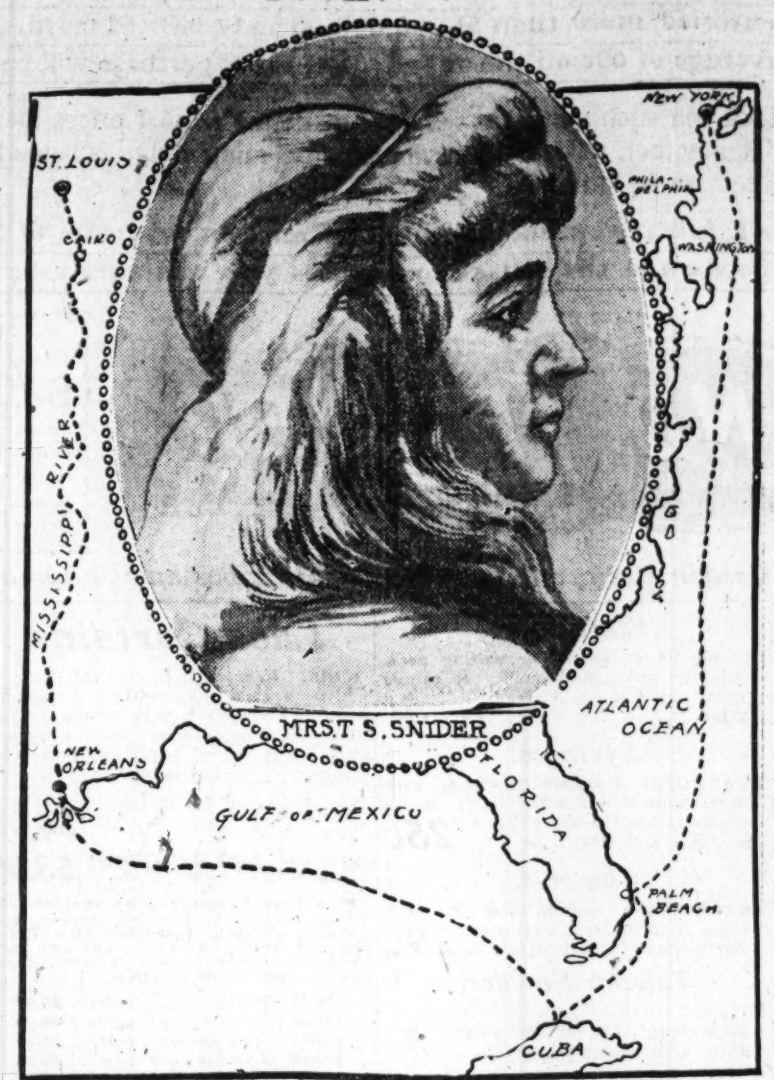 NEW YORK
ST. LOUIS
PHILA-
DELPHIA
CAIRO
WASHINGTON
MISSISSIPPI RIVER
MRS. T. S. SNIDER
ATLANTIC
OCEAN
NEW
ORLEANS
FLORIDA
GULF OF MEXICO
PALM
BEACH
CUBA